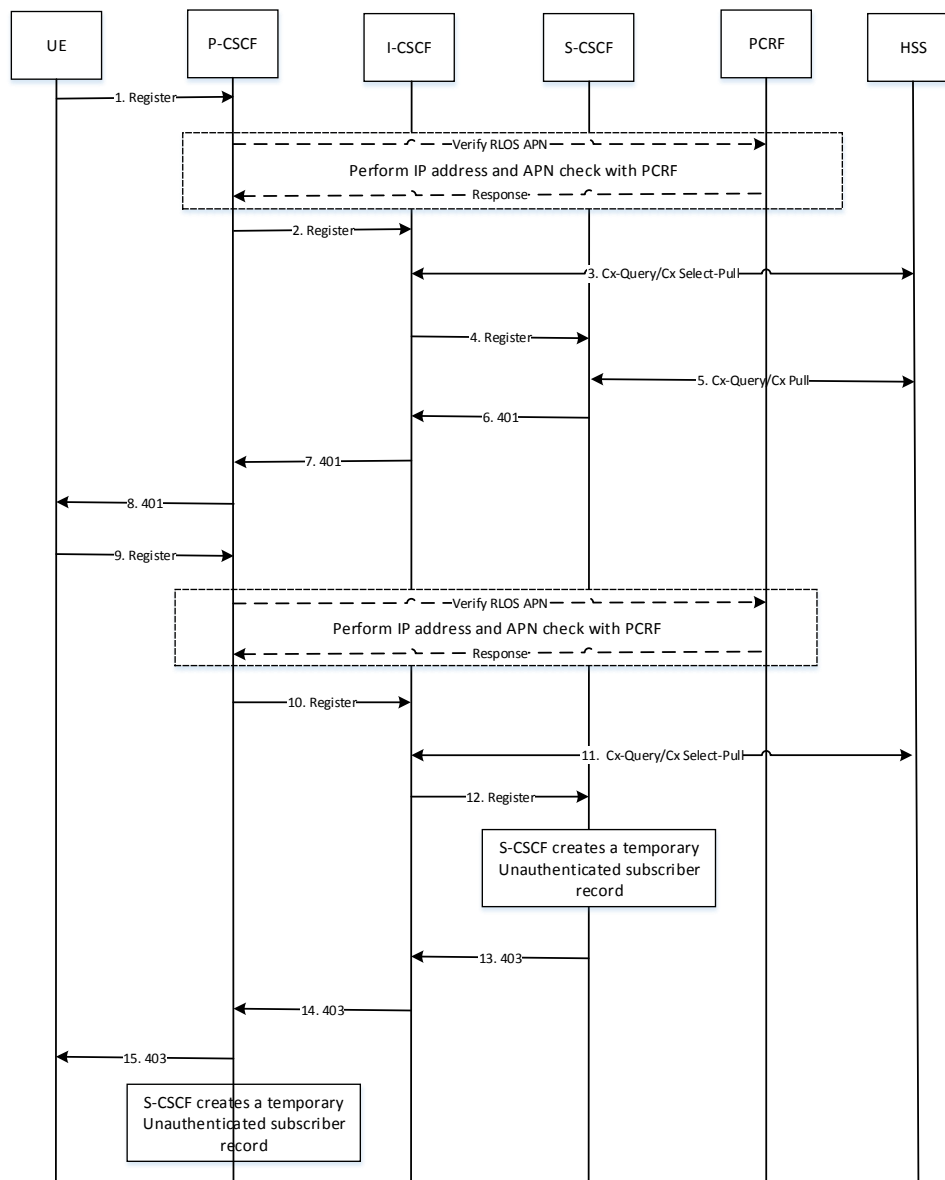 UE
P-CSCF
I-CSCF
S-CSCF
PCRF
HSS
1. Register
Verify RLOS APN
Perform IP address and APN check with PCRF
Response
2. Register
3. Cx-Query/Cx Select-Pull
4. Register
5. Cx-Query/Cx Pull
6. 401
7. 401
8. 401
9. Register
Verify RLOS APN
Perform IP address and APN check with PCRF
Response
10. Register
11. Cx-Query/Cx Select-Pull
12. Register
S-CSCF creates a temporary
Unauthenticated subscriber
record
13. 403
14. 403
15. 403
S-CSCF creates a temporary
Unauthenticated subscriber
record